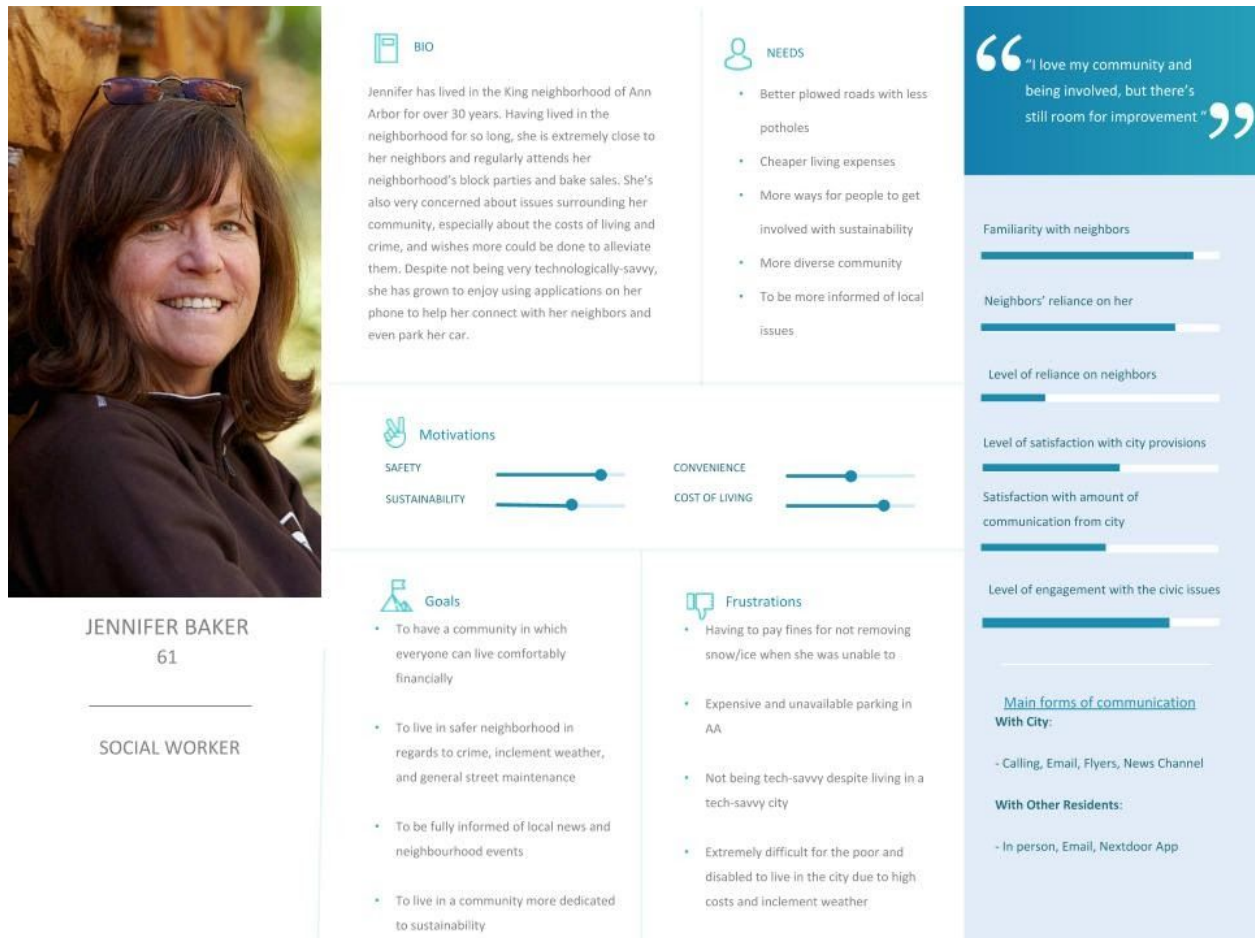 JENNIFER BAKER
61
SOCIAL WORKER
BIO
Jennifer has lived in the King neighborhood of Ann
Arbor for over 30 years. Having lived in the
neighborhood for so long, she is extremely close to
her neighbors and regularly attends her
neighborhood's block parties and bake sales. She's
also very concerned about issues surrounding her
community, especially about the costs of living and
crime, and wishes more could be done to alleviate
them. Despite not being very technologically-savvy,
she has grown to enjoy using applications on her
phone to help her connect with her neighbors and
even park her car.
NEEDS
• Better plowed roads with less
potholes
• Cheaper living expenses
• More ways for people to get
involved with sustainability
• More diverse community
• To be more informed of local
issues
Motivations
SAFETY
SUSTAINABILITY
CONVENIENCE
COST OF LIVING
Goals
• To have a community in which
everyone can live comfortably
financially
• To live in safer neighborhood in
regards to crime, inclement weather,
and general street maintenance
• To be fully informed of local news and
neighbourhood events
• To live in a community more dedicated
to sustainability
Frustrations
• Having to pay fines for not removing
snow/ice when she was unable to
• Expensive and unavailable parking in
AA
• Not being tech-savvy despite living in a
tech-savvy city
• Extremely difficult for the poor and
disabled to live in the city due to high
costs and inclement weather
“ "I love my community and
being involved, but there's
still room for improvement " ”
Familiarity with neighbors
Neighbors' reliance on her
Level of reliance on neighbors
Level of satisfaction with city provisions
Satisfaction with amount of
communication from city
Level of engagement with the civic issues
Main forms of communication
With City:
- Calling, Email, Flyers, News Channel
With Other Residents:
- In person, Email, Nextdoor App